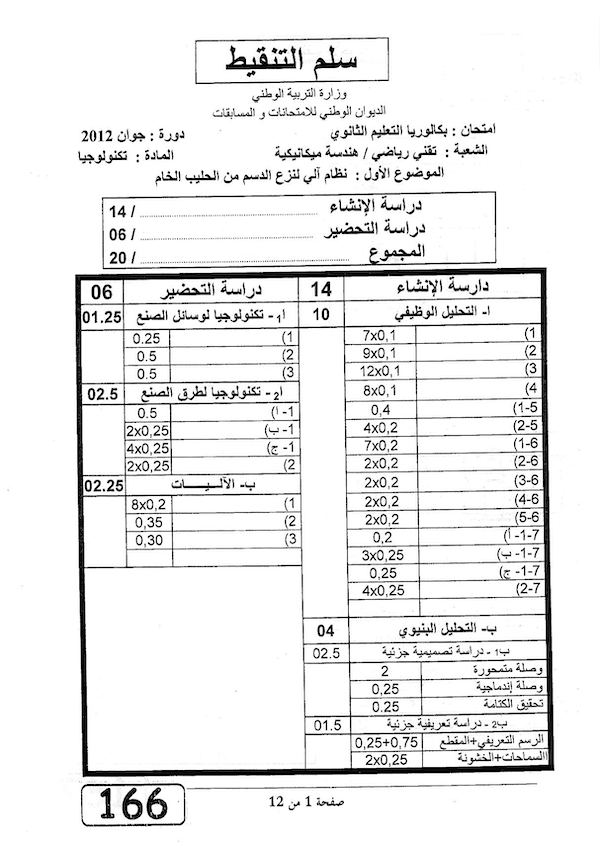 سلم التنقيط
وزارة التربية الوطني
الديوان الوطني للامتحانات و المسابقات
امتحان : بكالوريا التعليم الثانوي دورة : جوان 2012
الشعبة : تقني رياضي / هندسة ميكانيكية المادة : تكنولوجيا
الموضوع الأول : نظام آلي لنزع الدسم من الحليب الخام
دراسة الإنشاء ........................ / 14
دراسة التحضير ........................ / 06
المجموع ........................ / 20
دارسة الإنشاء 14
ا- التحليل الوظيفي 10
(1 7x0,1
(2 9x0,1
(3 12x0,1
(4 8x0,1
(1-5 0,4
(2-5 4x0,2
(1-6 7x0,2
(2-6 2x0,2
(3-6 2x0,2
(4-6 2x0,2
(5-6 2x0,2
7-1- أ) 0,2
7-1- ب) 3x0,25
7-1- ج) 0,25
(2-7 4x0,25
ب- التحليل البنيوي 04
ب1- دراسة تصميمية جزئية 02.5
وصلة متمحورة 2
وصلة إندماجية 0,25
تحقيق الكتامة 0.25
ب2- دراسة تعريفية جزئية 01.5
الرسم التعريفي+المقطع 0,25+0,75
السماحات+الخشونة 2x0,25
دراسة التحضير 06
ا1- تكنولوجيا لوسائل الصنع 01.25
(1 0.25
(2 0.5
(3 0.5
ا2- تكنولوجيا لطرق الصنع 02.5
1- أ) 0.5
1- ب) 2x0,25
1- ج) 4x0,25
(2 2x0,25
ب- الآليـــــات 02.25
(1 8x0,2
(2 0,35
(3 0,30
صفحة 1 من 12
166